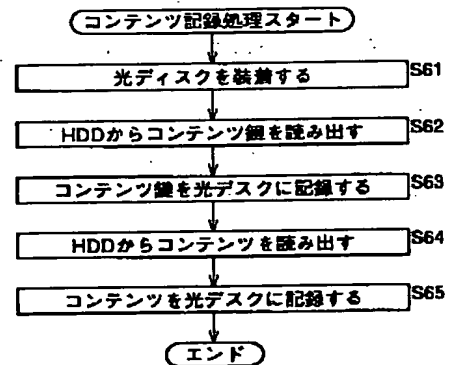 コンテンツ記録処理スタート
光ディスクを装着する S61
HDDからコンテンツ鍵を読み出す S62
コンテンツ鍵を光デスクに記録する S63
HDDからコンテンツを読み出す S64
コンテンツを光デスクに記録する S65
エンド